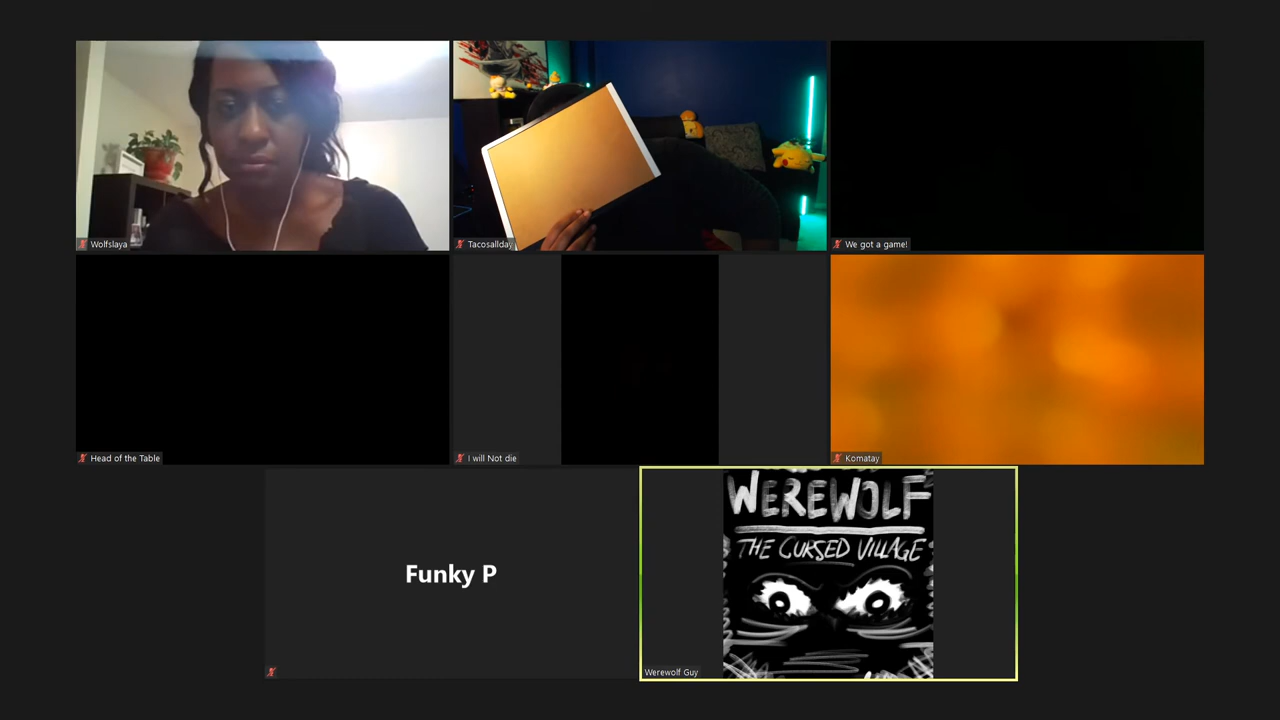 Wolfslaya
Tacosallday
We got a game!
Head of the Table
I will Not die
Komatay
Funky P
WEREWOLF
THE CURSED VILLAGE
Werewolf Guy